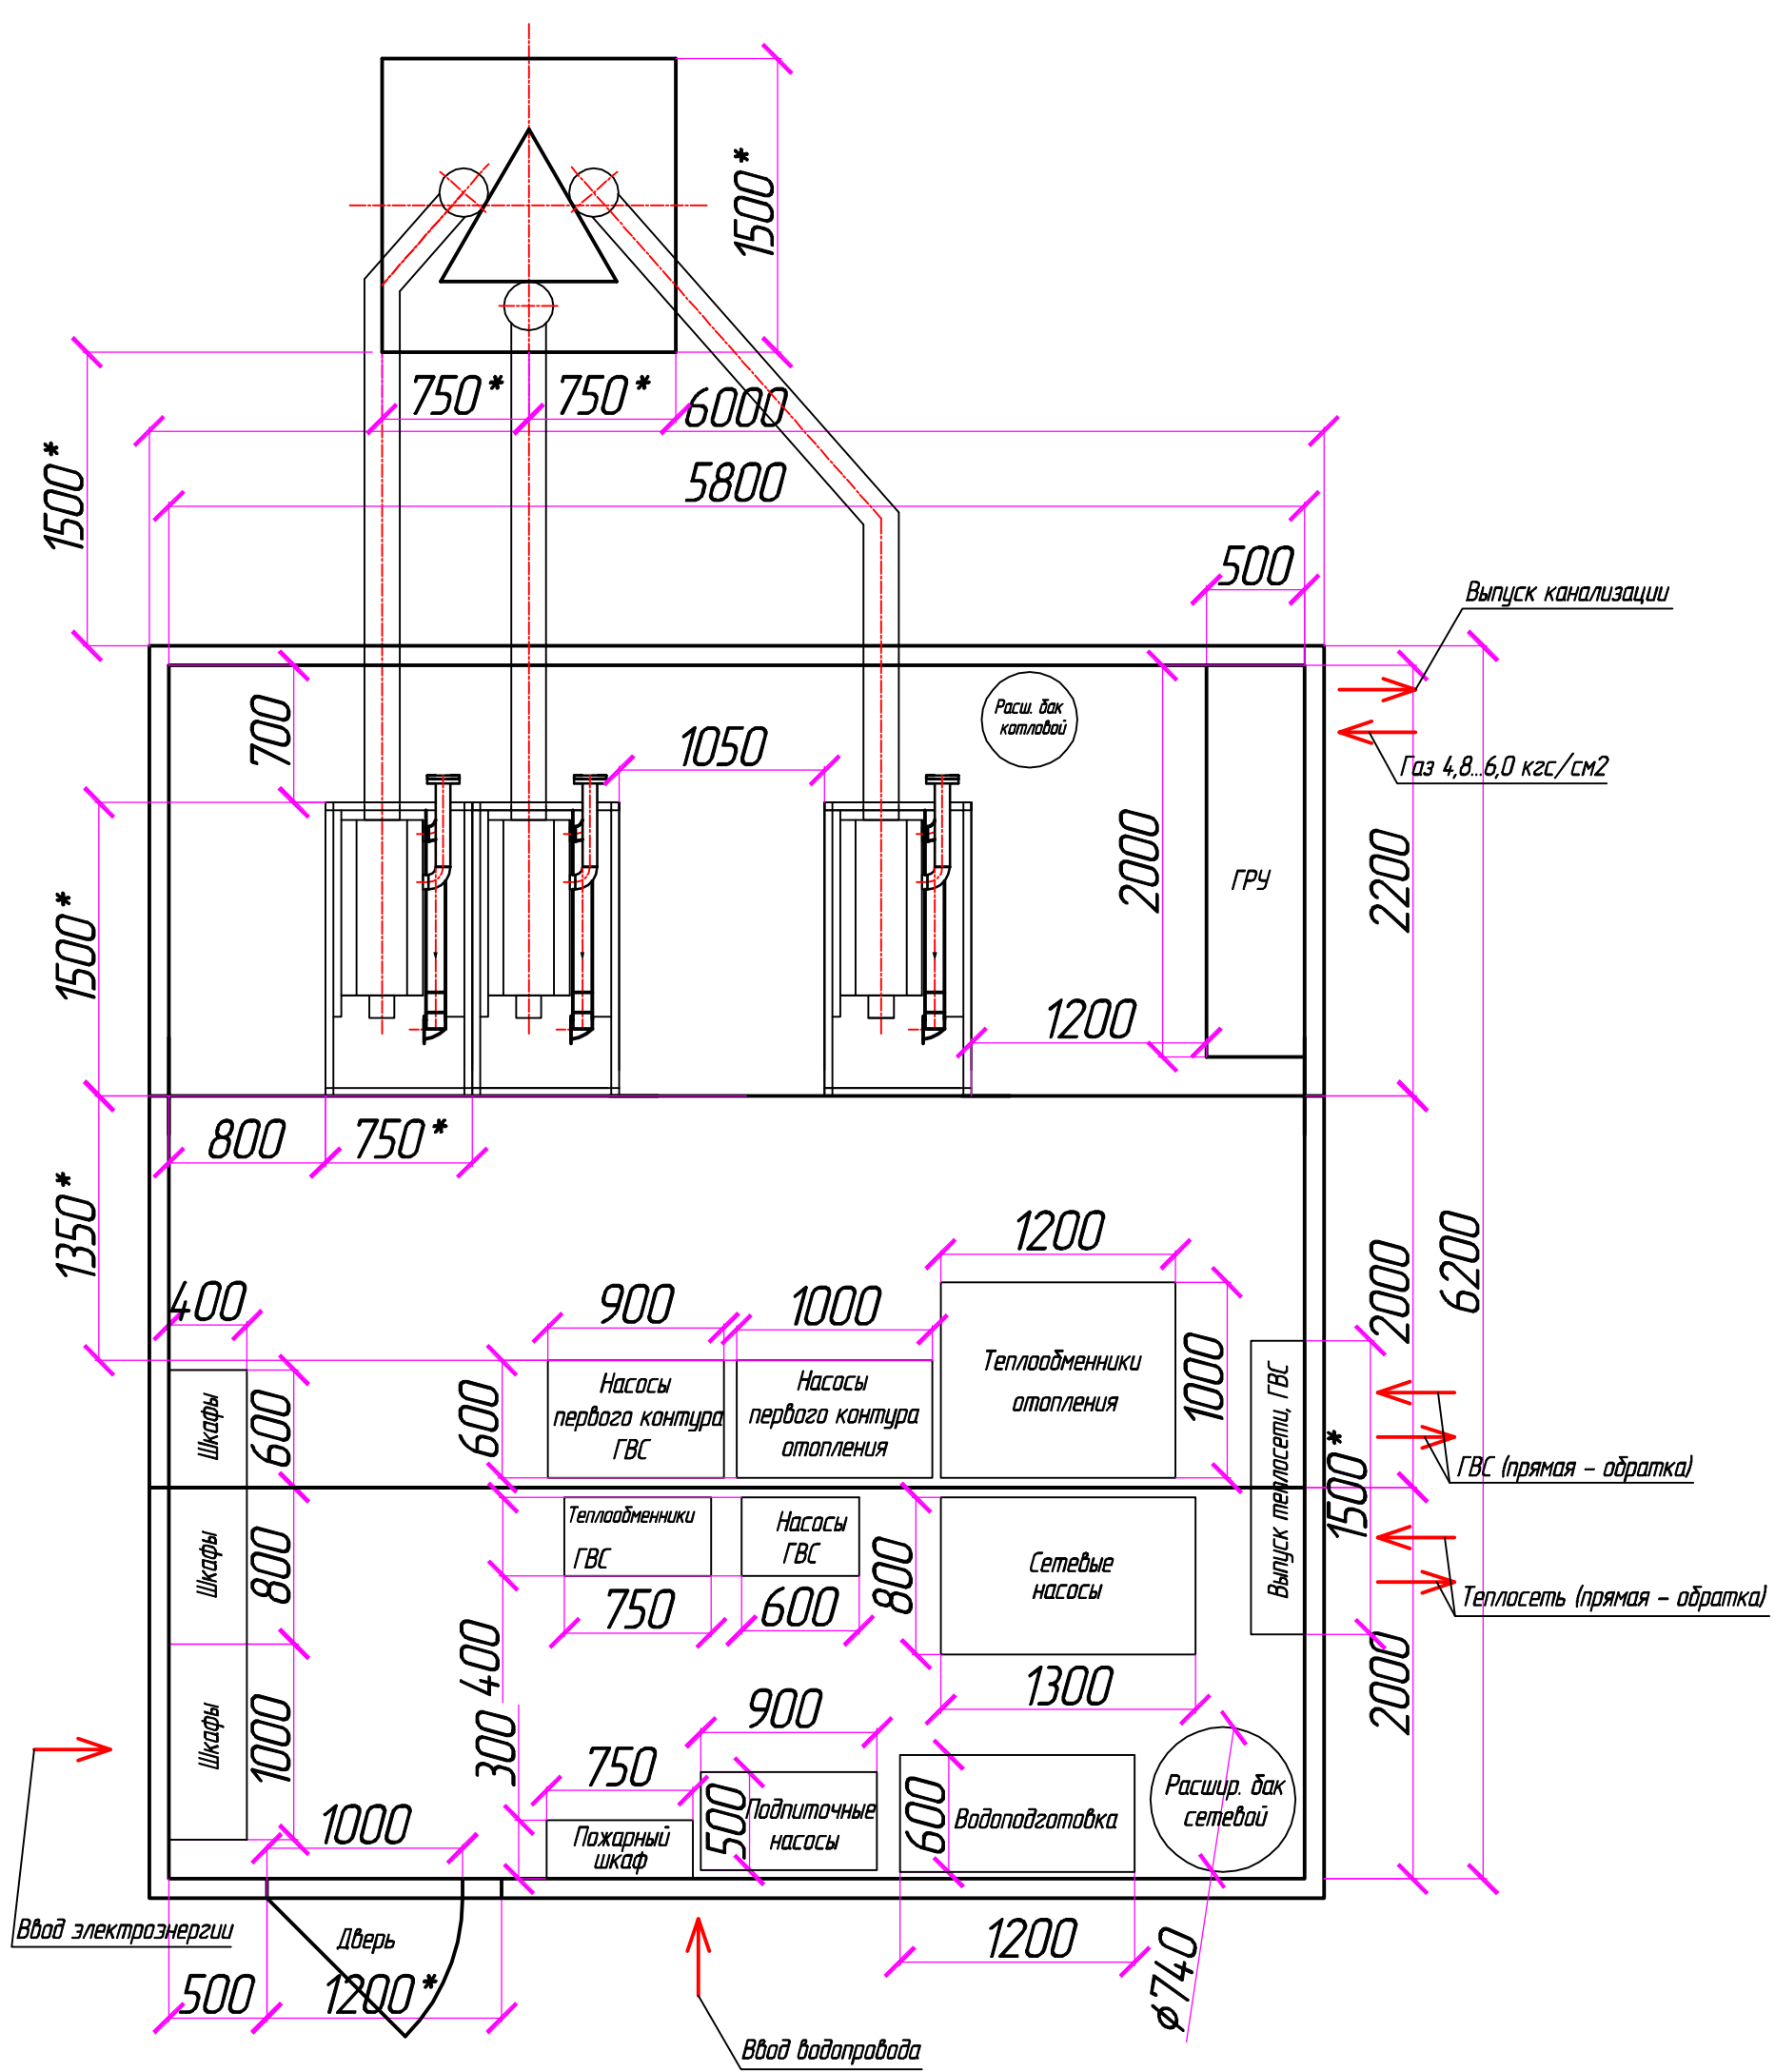 1500*
750*
750*
6000
1500*
5800
500
Выпуск канализации
700
1050
Расш. бак
котловой
Газ 4,8...6,0 кгс/см2
2000
2200
ГРУ
1500*
1200
800
750*
1350*
1200
2000
6200
400
900
1000
Теплообменники
отопления
1000
Шкафы
600
600
Насосы
первого контура
ГВС
Насосы
первого контура
отопления
Выпуск теплосети, ГВС
1500*
ГВС (прямая - обратка)
Шкафы
800
Теплообменники
ГВС
Насосы
ГВС
800
Сетевые
насосы
750
600
Теплосеть (прямая - обратка)
400
1300
2000
Шкафы
1000
300
900
750
1000
500
Подпиточные
насосы
600
Водоподготовка
Расшир. бак
сетевой
Пожарный
шкаф
Ввод электроэнергии
Дверь
1200
⌀740
500
1200*
Ввод водопровода